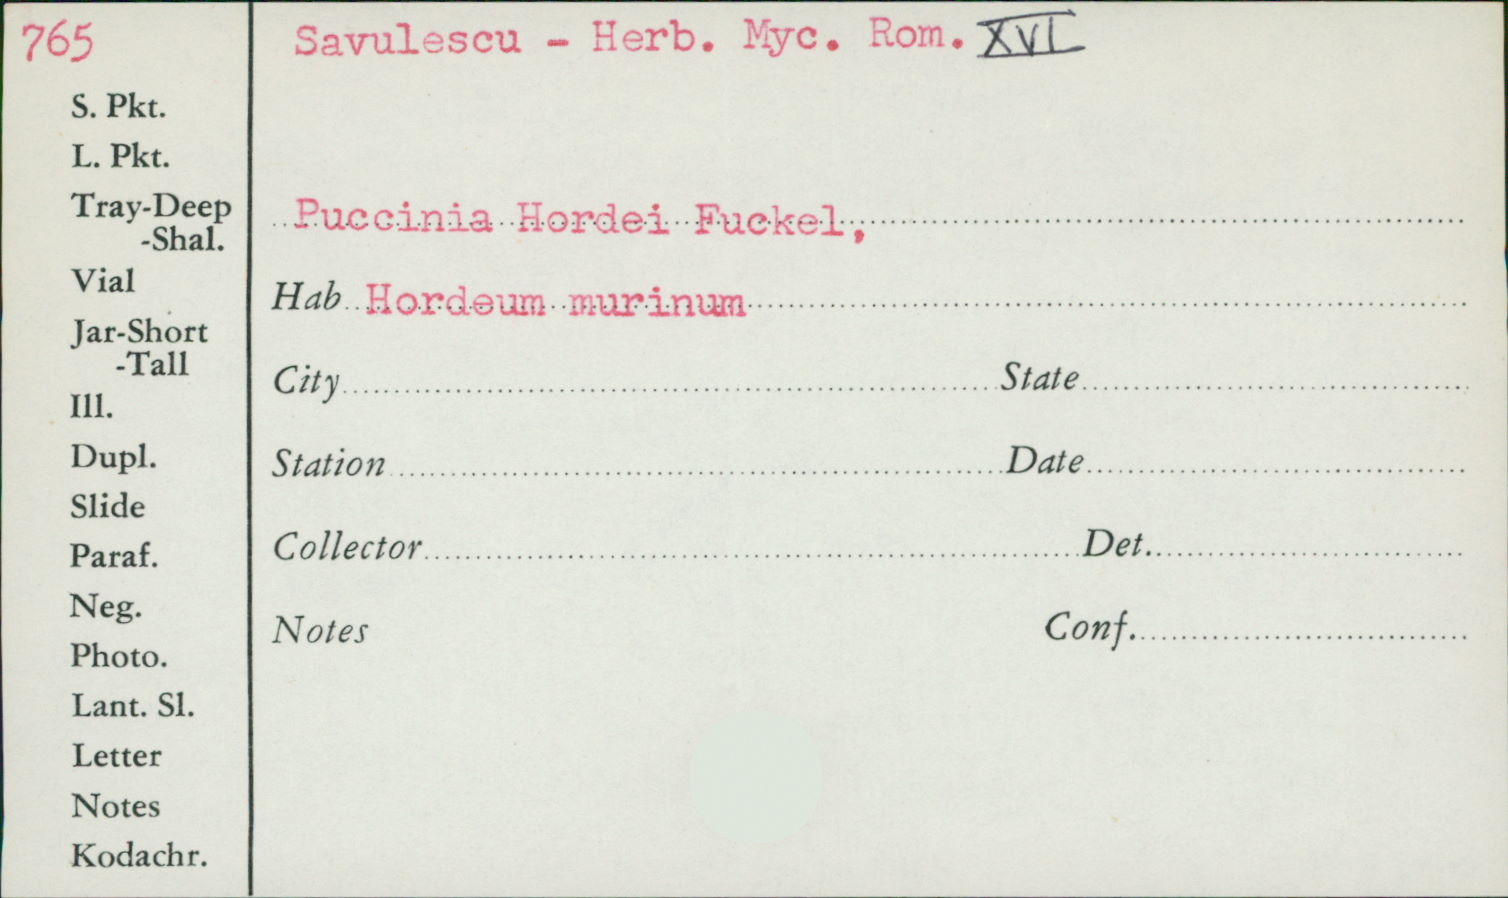 765
Savulescu - Herb. Myc. Rom. XVI
S. Pkt.
L. Pkt.
Tray-Deep
-Shal.
Vial
Jar-Short
-Tall
Ill.
Dupl.
Slide
Paraf.
Neg.
Photo.
Lant. Sl.
Letter
Notes
Kodachr.
Puccinia Hordei Fuckel,
Hab Hordeum murinum
City State
Station Date
Collector Det.
Notes Conf.